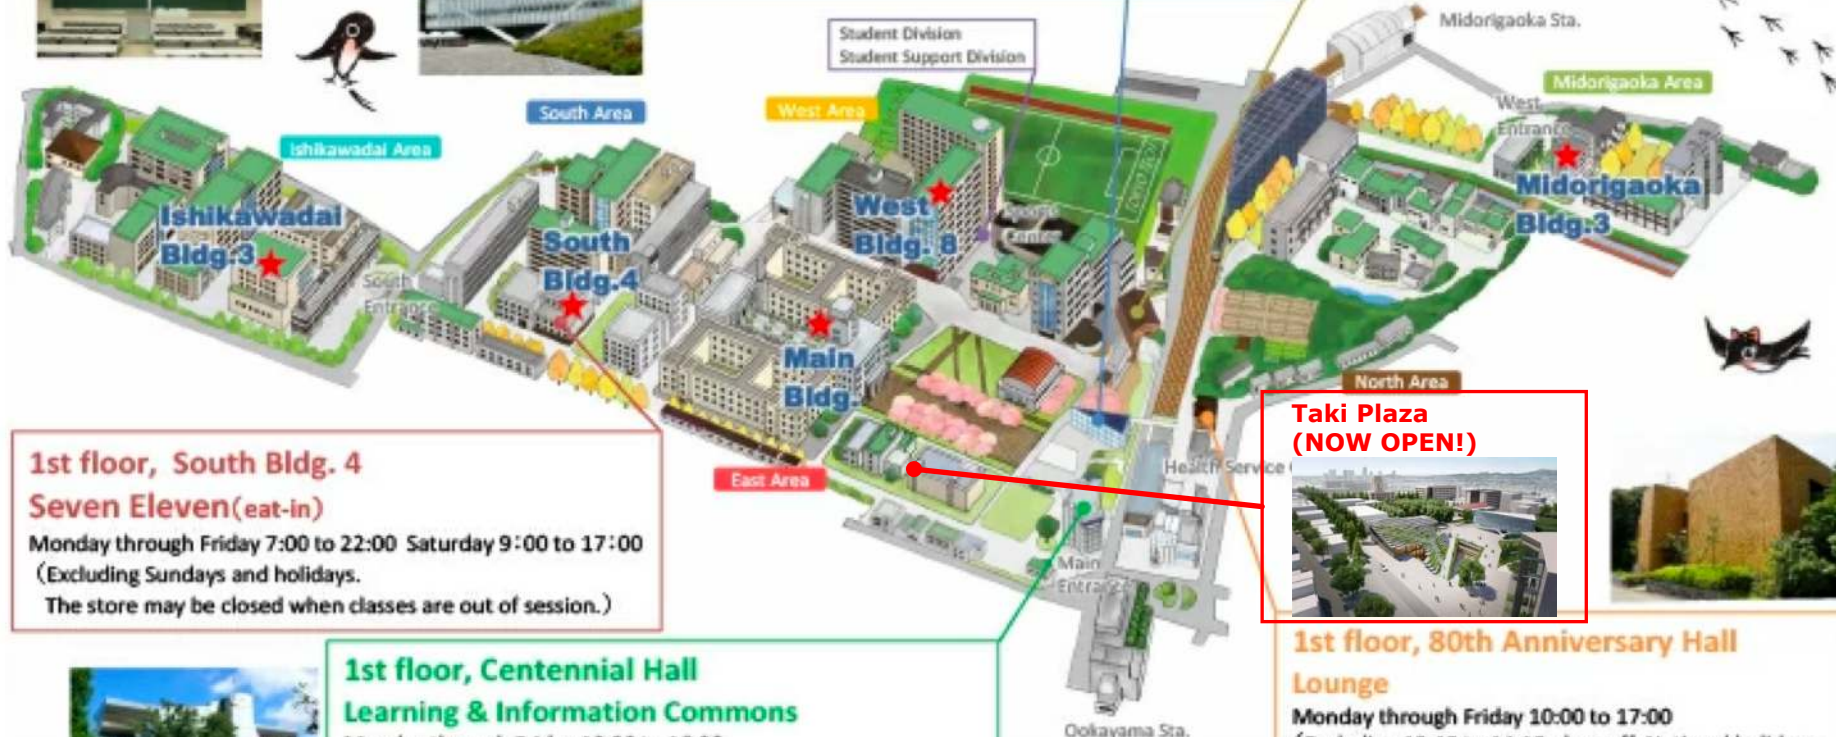 Student Division
Student Support Division
Midorigaoka Sta.
Midorigaoka Area
South Area
West Area
Ishikawadai Area
West
Entrance
Ishikawadai
Bldg.3
South
Bldg.4
West
Bldg. 8
Midorigaoka
Bldg.3
South
Entrance
Main
Bldg.
North Area
East Area
Health Service
Taki Plaza
(NOW OPEN!)
1st floor, South Bldg. 4
Seven Eleven(eat-in)
Monday through Friday 7:00 to 22:00 Saturday 9:00 to 17:00
(Excluding Sundays and holidays.
The store may be closed when classes are out of session.)
Main
Entrance
1st floor, Centennial Hall
Learning & Information Commons
Ookayama Sta.
1st floor, 80th Anniversary Hall
Lounge
Monday through Friday 10:00 to 17:00